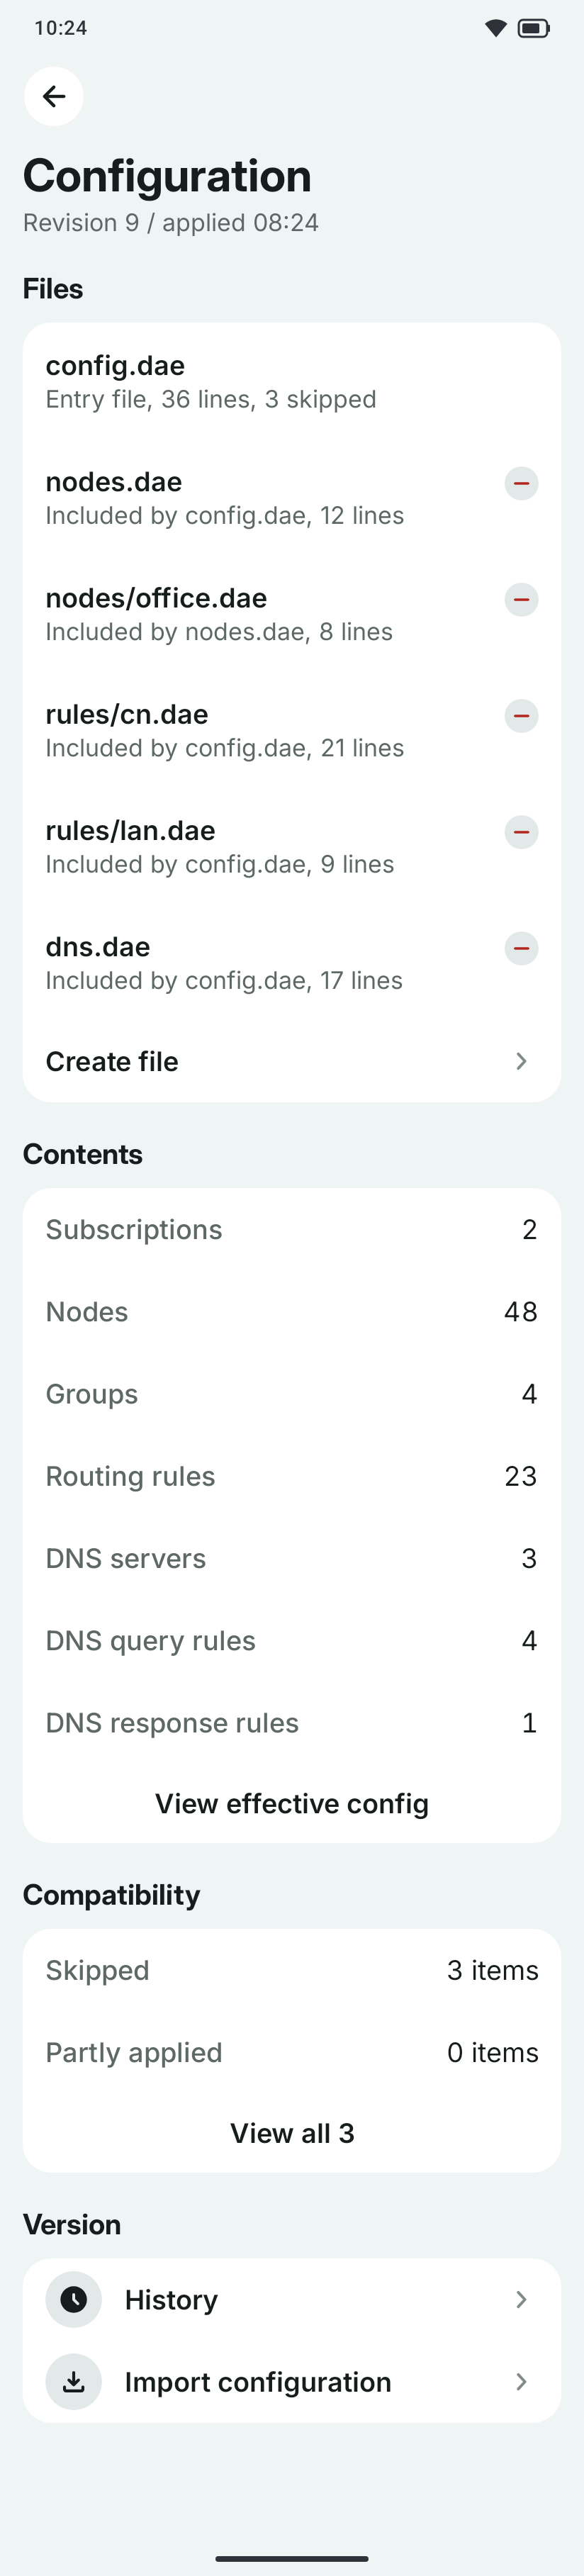 10:24
Configuration
Revision 9 / applied 08:24
Files
config.dae
Entry file, 36 lines, 3 skipped
nodes.dae
Included by config.dae, 12 lines
nodes/office.dae
Included by nodes.dae, 8 lines
rules/cn.dae
Included by config.dae, 21 lines
rules/lan.dae
Included by config.dae, 9 lines
dns.dae
Included by config.dae, 17 lines
Create file
Contents
Subscriptions 2
Nodes 48
Groups 4
Routing rules 23
DNS servers 3
DNS query rules 4
DNS response rules 1
View effective config
Compatibility
Skipped 3 items
Partly applied 0 items
View all 3
Version
History
Import configuration